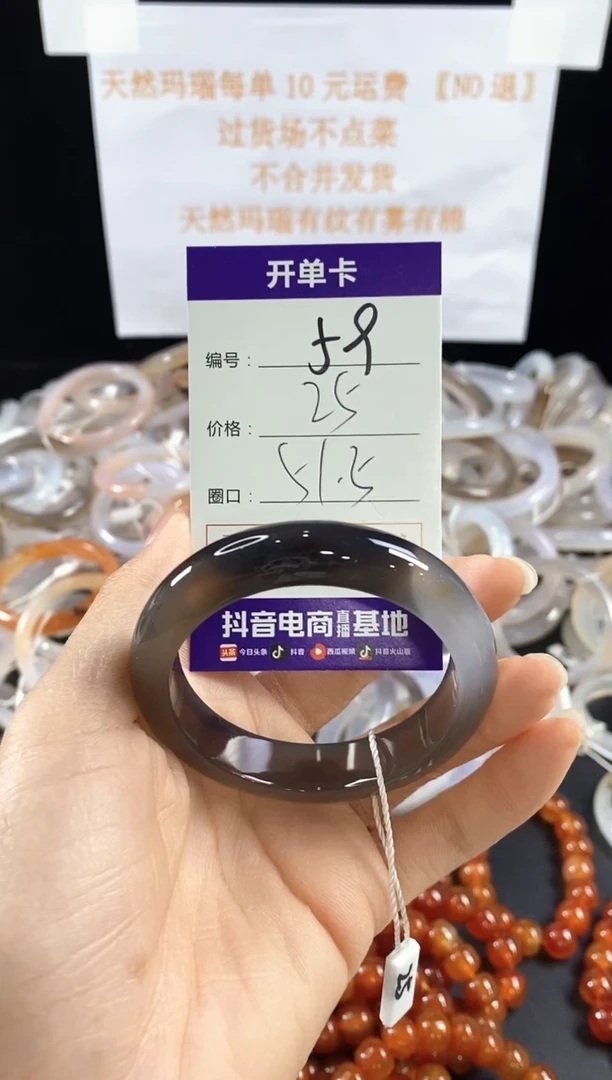 天然玛瑙每单10元运费 【NO退】
过货场不点菜
不合并发货
天然玛瑙有纹有雾有棉
开单卡
编号: 59
价格: 25
圈口: 51.5
抖音电商直播基地
头条 今日头条 抖音 西瓜视频 抖音火山版